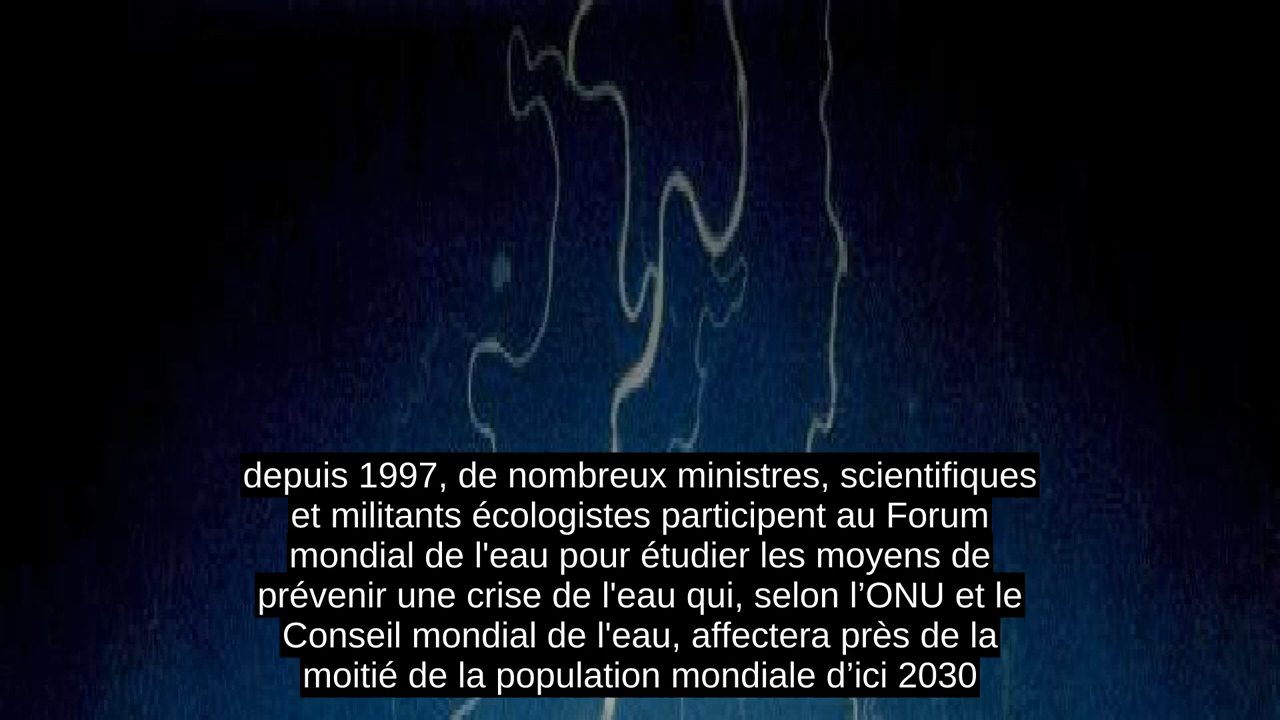 depuis 1997, de nombreux ministres, scientifiques
et militants écologistes participent au Forum
mondial de l'eau pour étudier les moyens de
prévenir une crise de l'eau qui, selon l’ONU et le
Conseil mondial de l'eau, affectera près de la
moitié de la population mondiale d’ici 2030